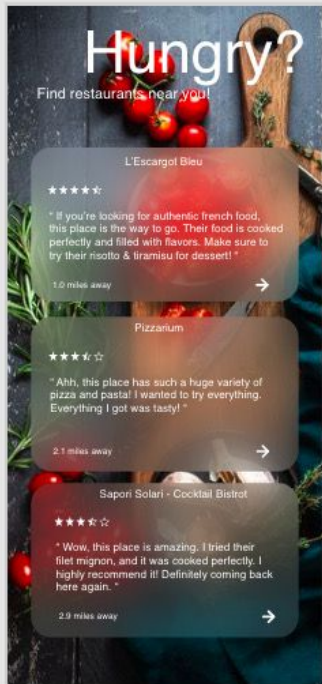 Hungry?
Find restaurants near you!
L'Escargot Bleu
“ If you're looking for authentic french food,
this place is the way to go. Their food is cooked
perfectly and filled with flavors. Make sure to
try their risotto & tiramisu for dessert! “
1.0 miles away
Pizzarium
“ Ahh, this place has such a huge variety of
pizza and pasta! I wanted to try everything.
Everything I got was tasty! “
2.1 miles away
Sapori Solari - Cocktail Bistrot
“ Wow, this place is amazing. I tried their
filet mignon, and it was cooked perfectly. I
highly recommend it! Definitely coming back
here again. “
2.9 miles away